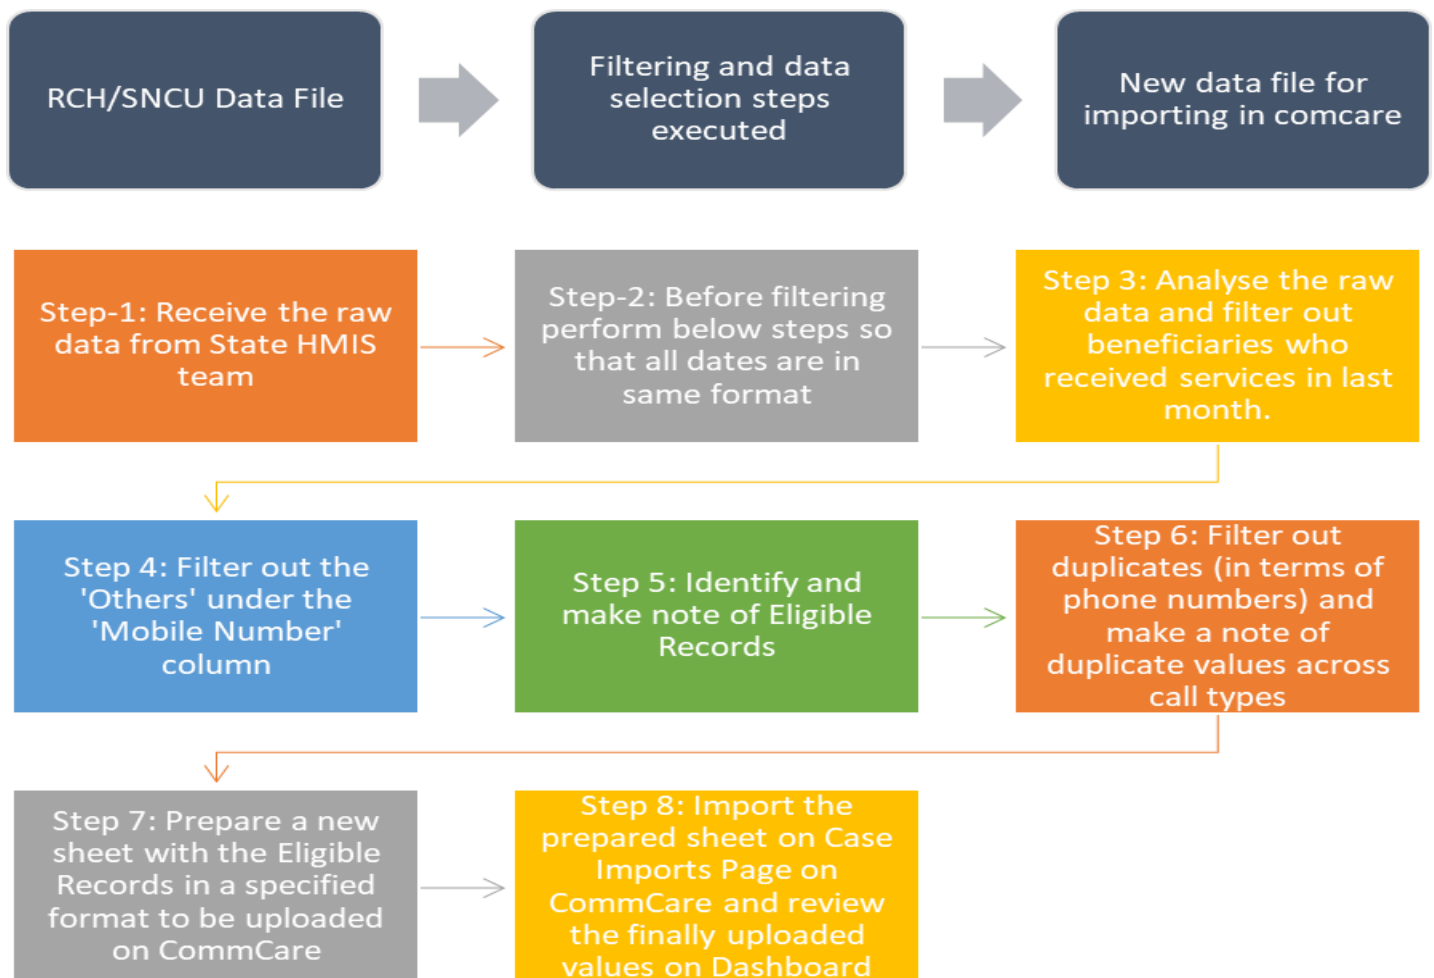 RCH/SNCU Data File
Filtering and data
selection steps
executed
New data file for
importing in comcare
Step-1: Receive the raw
data from State HMIS
team
Step-2: Before filtering
perform below steps so
that all dates are in
same format
Step 3: Analyse the raw
data and filter out
beneficiaries who
received services in last
month.
Step 4: Filter out the
'Others' under the
'Mobile Number'
column
Step 5: Identify and
make note of Eligible
Records
Step 6: Filter out
duplicates (in terms of
phone numbers) and
make a note of
duplicate values across
call types
Step 7: Prepare a new
sheet with the Eligible
Records in a specified
format to be uploaded
on CommCare
Step 8: Import the
prepared sheet on Case
Imports Page on
CommCare and review
the finally uploaded
values on Dashboard